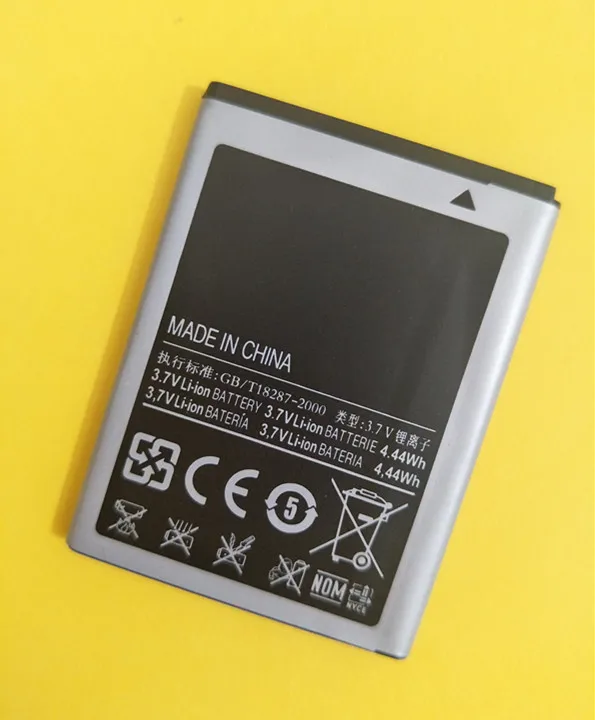 MADE IN CHINA
执行标准:GB/T18287-2000 类型:3.7V锂离子
3.7V Li-ion BATTERY 3.7V Li-ion BATTERIE 4.44Wh
3,7V Li-ion BATERÍA 3,7V Li-ion BATERIA 4,44Wh
CE 5
NOM
NYCE